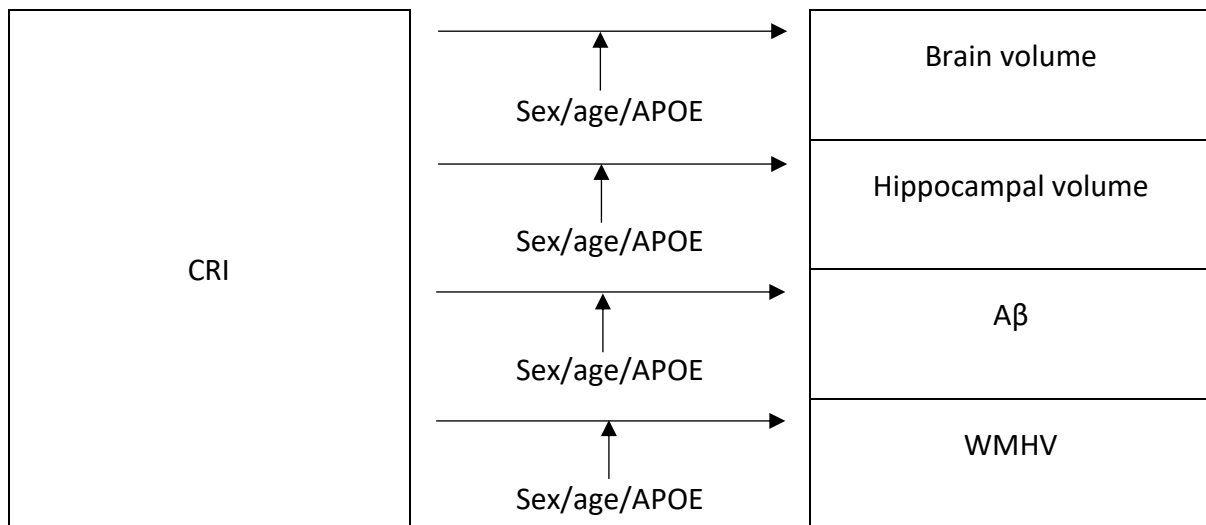 Brain volume
Sex/age/APOE
Hippocampal volume
Sex/age/APOE
CRI
Aβ
Sex/age/APOE
WMHV
Sex/age/APOE